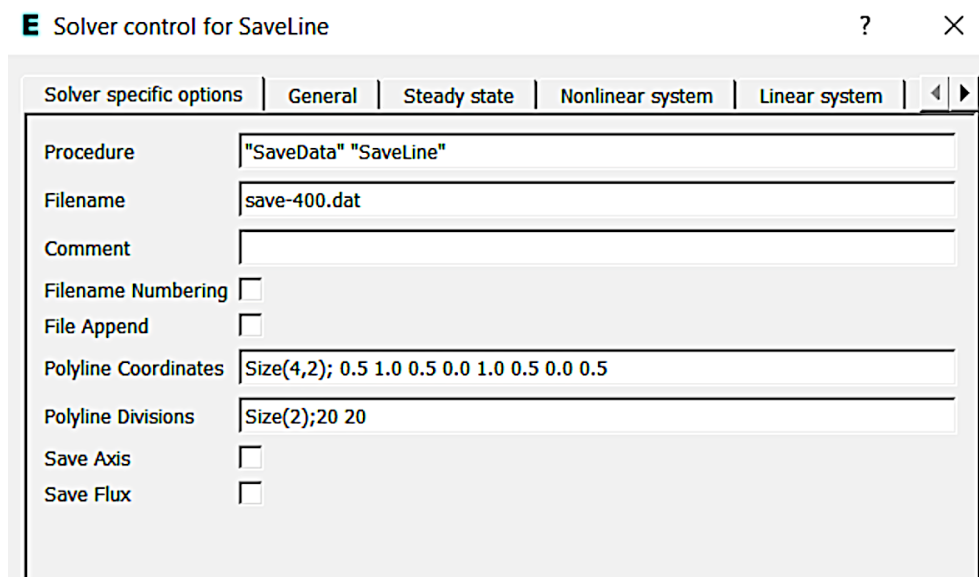 E Solver control for SaveLine ? X
Solver specific options General Steady state Nonlinear system Linear system
Procedure "SaveData" "SaveLine"
Filename save-400.dat
Comment
Filename Numbering
File Append
Polyline Coordinates Size(4,2); 0.5 1.0 0.5 0.0 1.0 0.5 0.0 0.5
Polyline Divisions Size(2);20 20
Save Axis
Save Flux